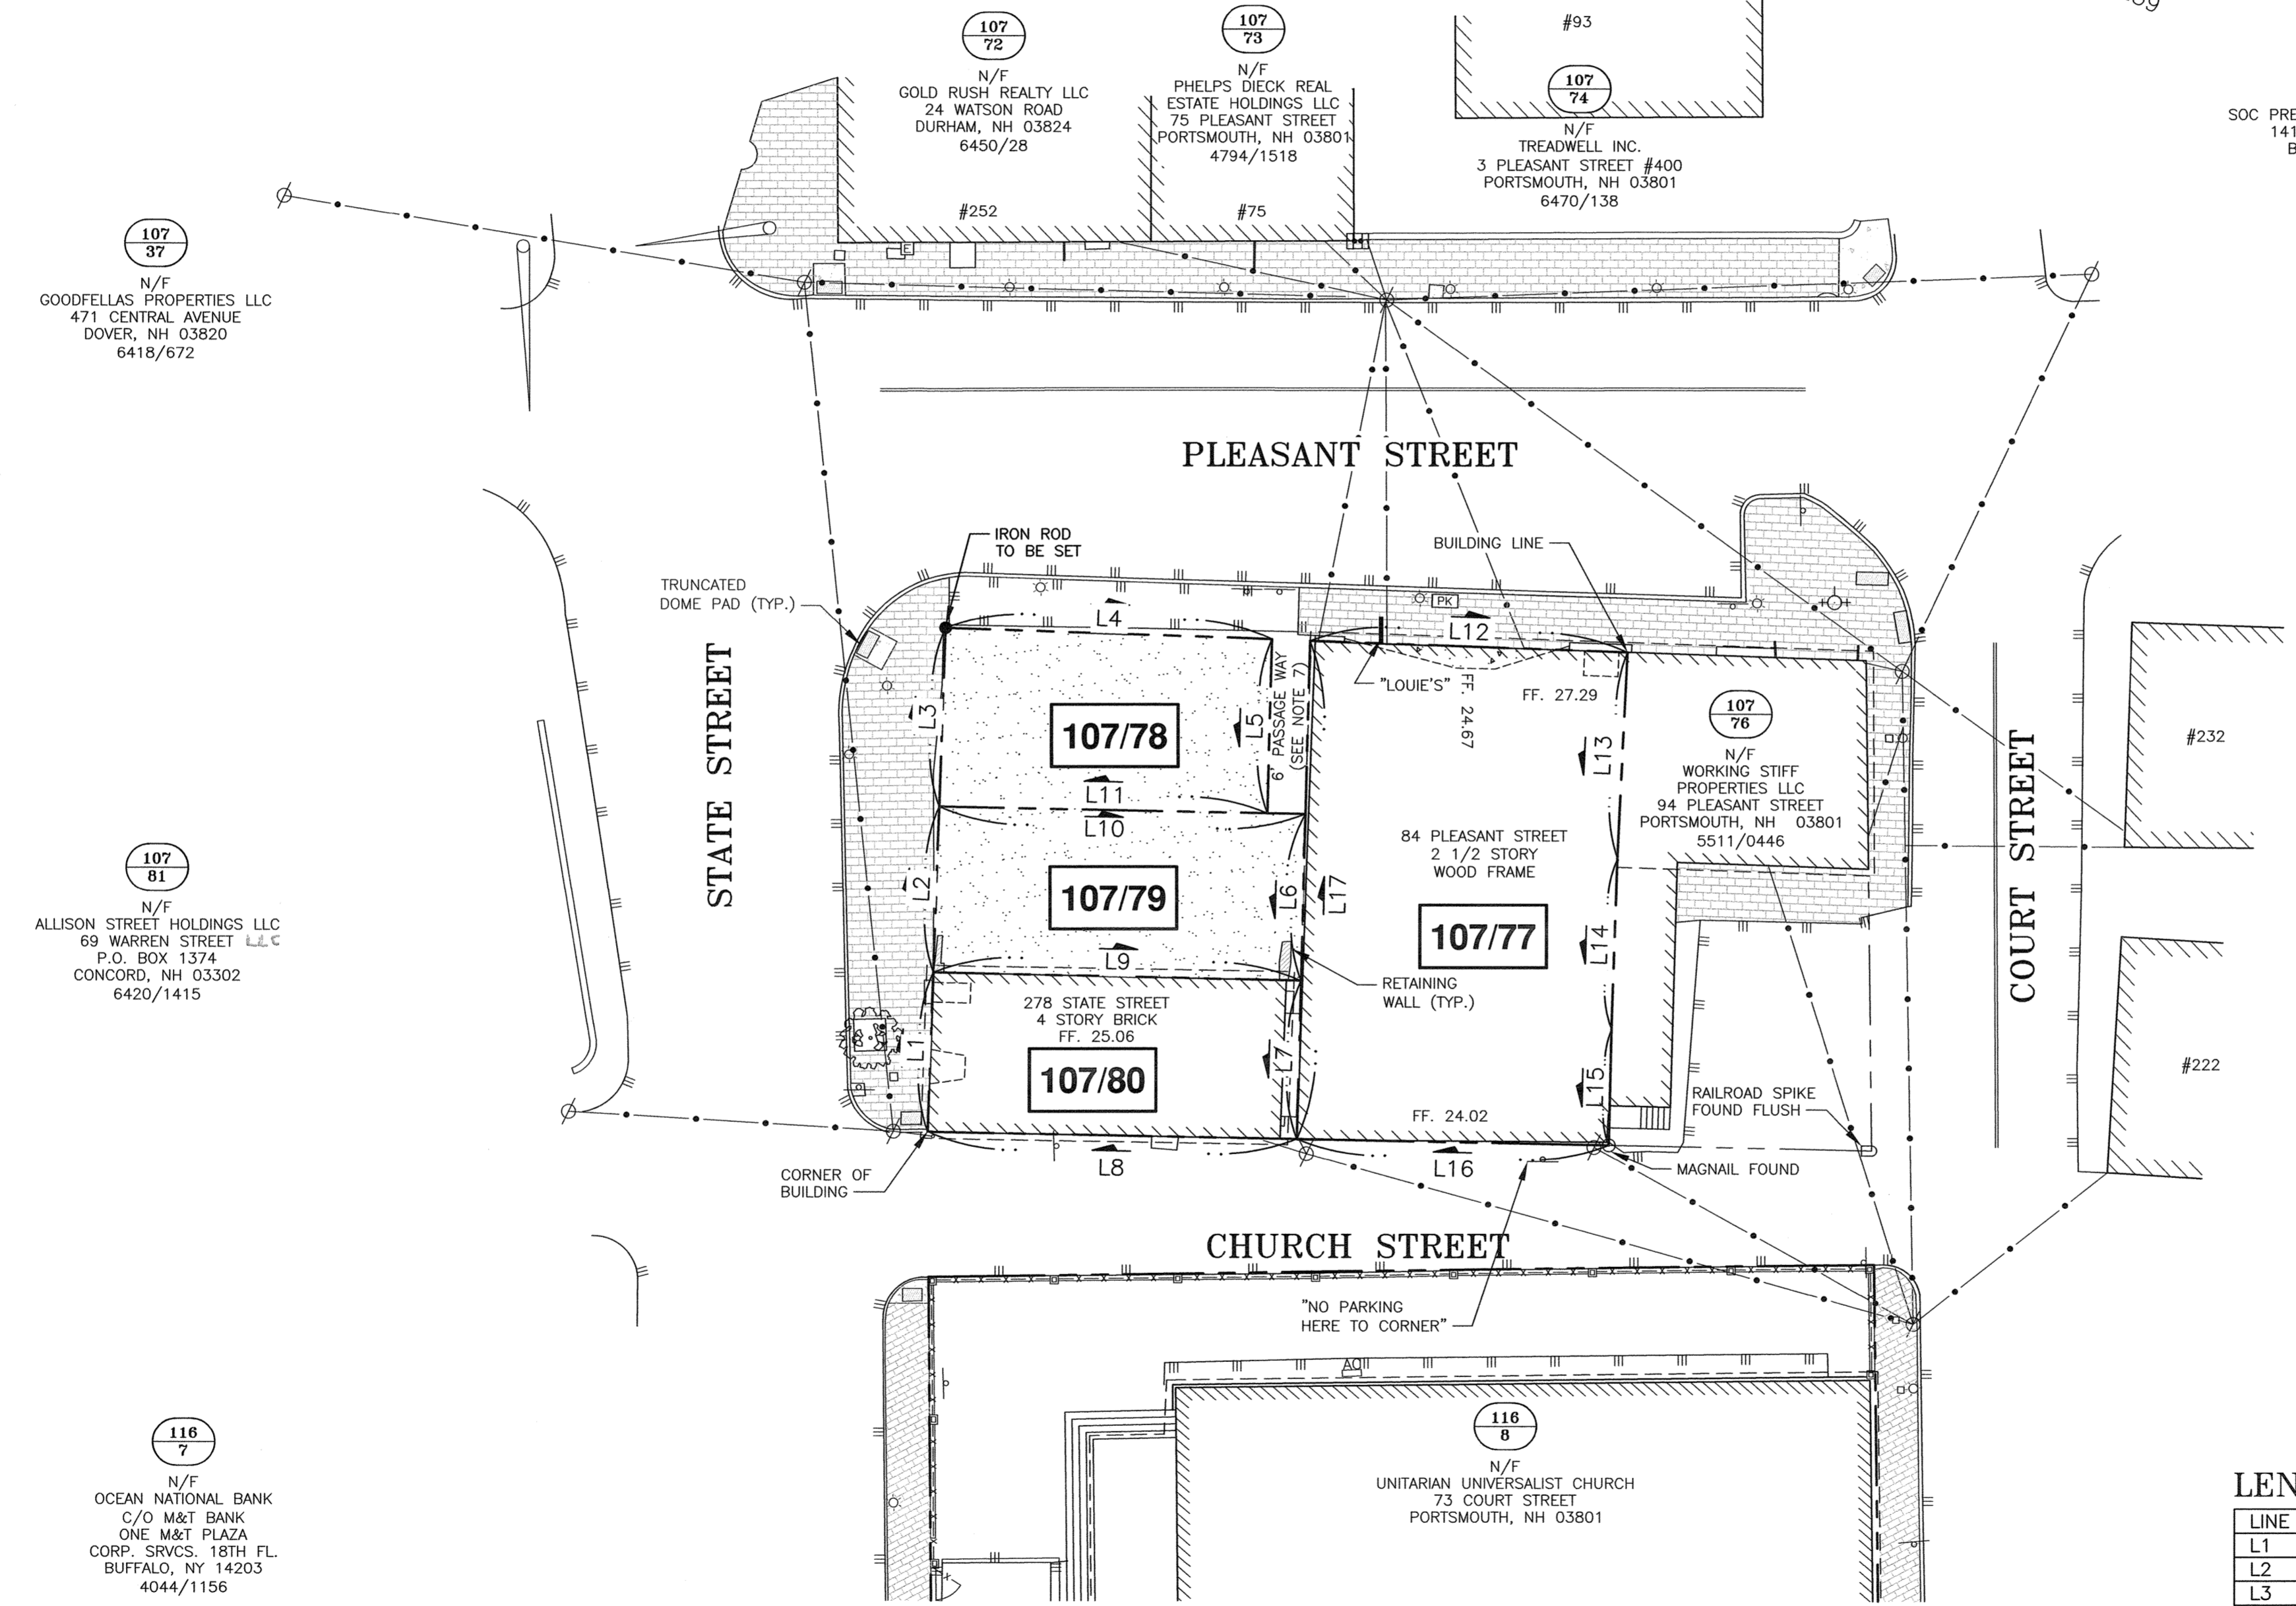 107
72
N/F
GOLD RUSH REALTY LLC
24 WATSON ROAD
DURHAM, NH 03824
6450/28
#252
107
73
N/F
PHELPS DIECK REAL
ESTATE HOLDINGS LLC
75 PLEASANT STREET
PORTSMOUTH, NH 03801
4794/1518
#75
#93
107
74
N/F
TREADWELL INC.
3 PLEASANT STREET #400
PORTSMOUTH, NH 03801
6470/138
SOC PRE
141
B
107
37
N/F
GOODFELLAS PROPERTIES LLC
471 CENTRAL AVENUE
DOVER, NH 03820
6418/672
E
PLEASANT STREET
IRON ROD
TO BE SET
BUILDING LINE
TRUNCATED
DOME PAD (TYP.)
PK
L4
L12
STATE STREET
L3
107/78
L5
6' PASSAGE WAY
(SEE NOTE 7)
"LOUIE'S"
FF. 24.67
FF. 27.29
L13
107
76
N/F
WORKING STIFF
PROPERTIES LLC
94 PLEASANT STREET
PORTSMOUTH, NH 03801
5511/0446
COURT STREET
#232
L11
L10
84 PLEASANT STREET
2 1/2 STORY
WOOD FRAME
107
81
N/F
ALLISON STREET HOLDINGS LLC
69 WARREN STREET LLC
P.O. BOX 1374
CONCORD, NH 03302
6420/1415
L2
107/79
L6
L17
107/77
L14
L9
RETAINING
WALL (TYP.)
278 STATE STREET
4 STORY BRICK
FF. 25.06
L1
107/80
L7
L15
FF. 24.02
RAILROAD SPIKE
FOUND FLUSH
#222
CORNER OF
BUILDING
L8
L16
MAGNAIL FOUND
CHURCH STREET
"NO PARKING
HERE TO CORNER"
AC
116
8
N/F
UNITARIAN UNIVERSALIST CHURCH
73 COURT STREET
PORTSMOUTH, NH 03801
116
7
N/F
OCEAN NATIONAL BANK
C/O M&T BANK
ONE M&T PLAZA
CORP. SRVCS. 18TH FL.
BUFFALO, NY 14203
4044/1156
LEN
LINE
L1
L2
L3